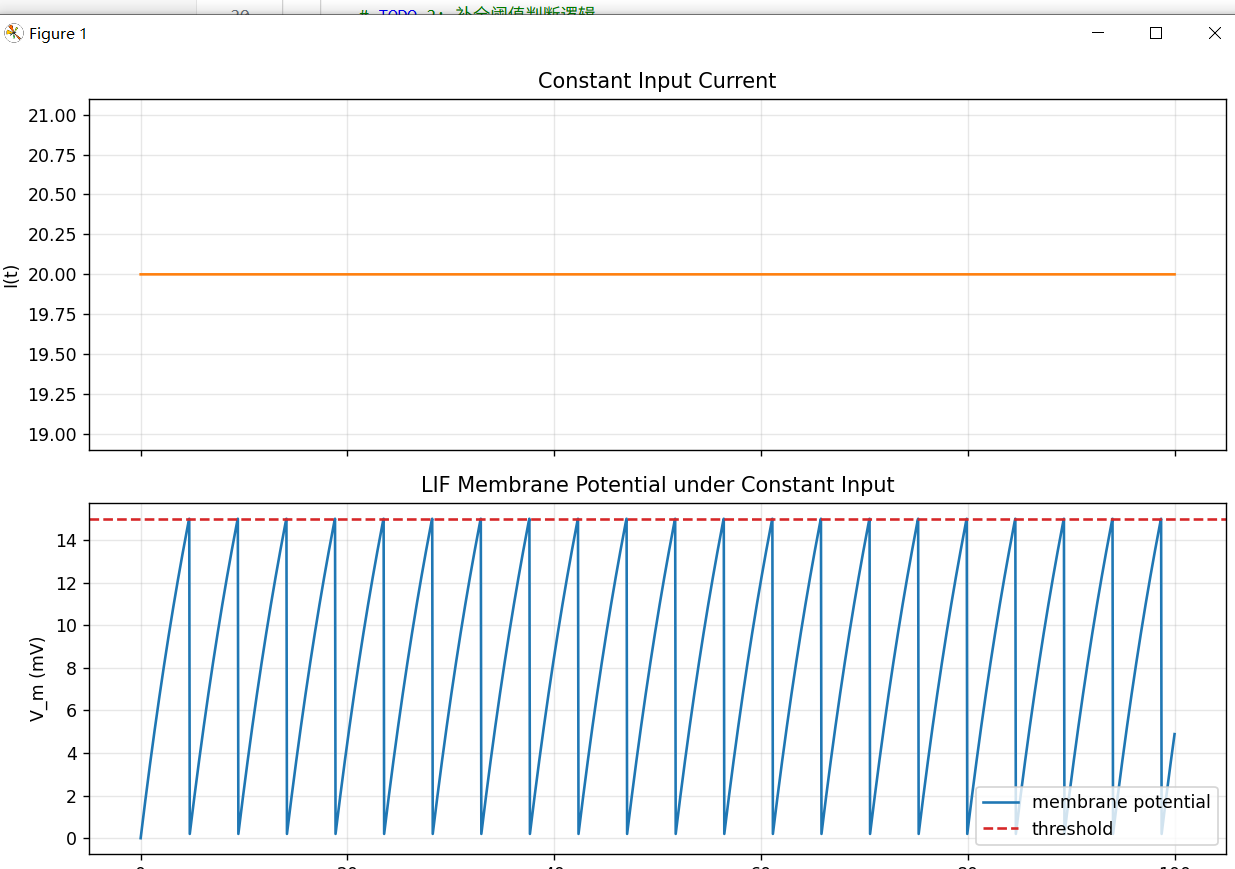 # TODO 2: 补全阈值判断逻辑
Figure 1
Constant Input Current
21.00
20.75
20.50
20.25
20.00
19.75
19.50
19.25
19.00
I(t)
LIF Membrane Potential under Constant Input
14
12
10
8
6
4
2
0
V_m (mV)
membrane potential
threshold